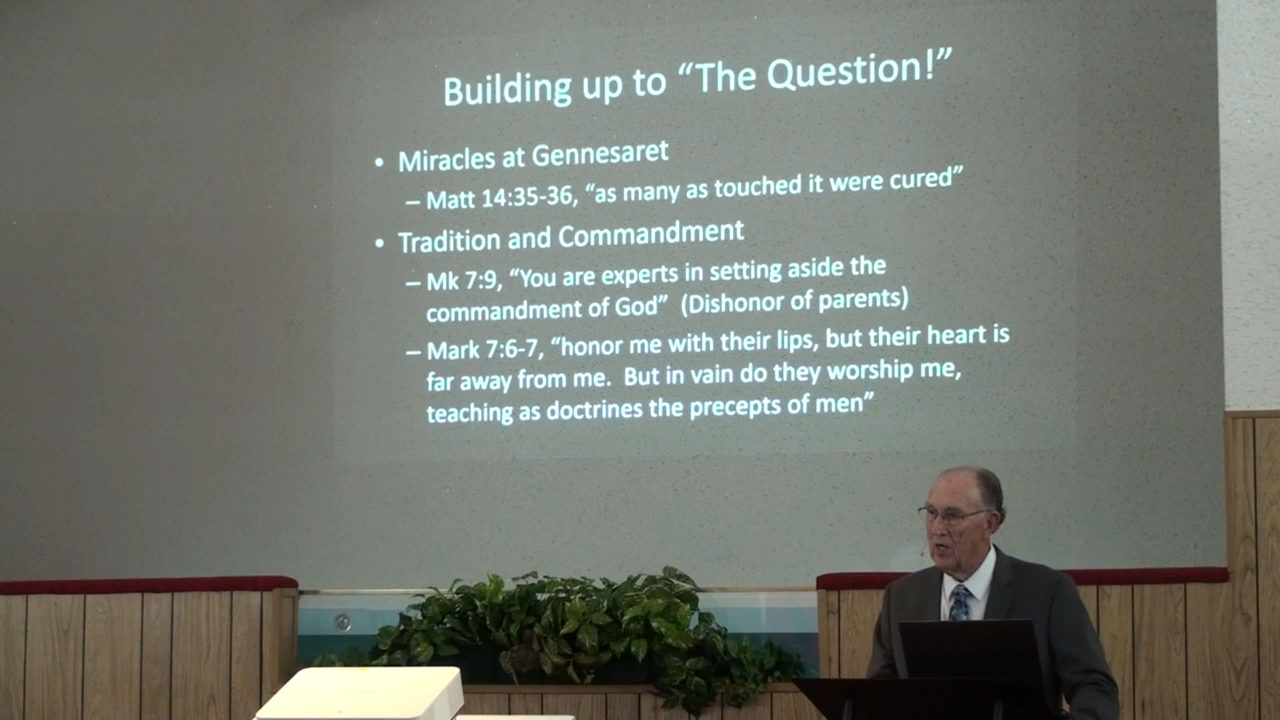 Building up to “The Question!”
• Miracles at Gennesaret
– Matt 14:35-36, “as many as touched it were cured”
• Tradition and Commandment
– Mk 7:9, “You are experts in setting aside the
commandment of God” (Dishonor of parents)
– Mark 7:6-7, “honor me with their lips, but their heart is
far away from me. But in vain do they worship me,
teaching as doctrines the precepts of men”